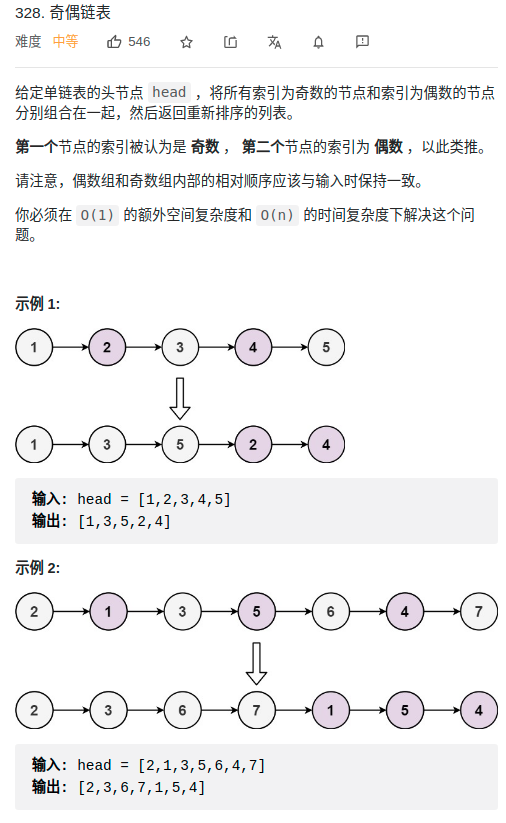 328. 奇偶链表
难度 中等 546
给定单链表的头节点 head ，将所有索引为奇数的节点和索引为偶数的节点
分别组合在一起，然后返回重新排序的列表。
第一个节点的索引被认为是 奇数 ， 第二个节点的索引为 偶数 ，以此类推。
请注意，偶数组和奇数组内部的相对顺序应该与输入时保持一致。
你必须在 O(1) 的额外空间复杂度和 O(n) 的时间复杂度下解决这个问
题。
示例 1:
1 2 3 4 5
1 3 5 2 4
输入: head = [1,2,3,4,5]
输出: [1,3,5,2,4]
示例 2:
2 1 3 5 6 4 7
2 3 6 7 1 5 4
输入: head = [2,1,3,5,6,4,7]
输出: [2,3,6,7,1,5,4]